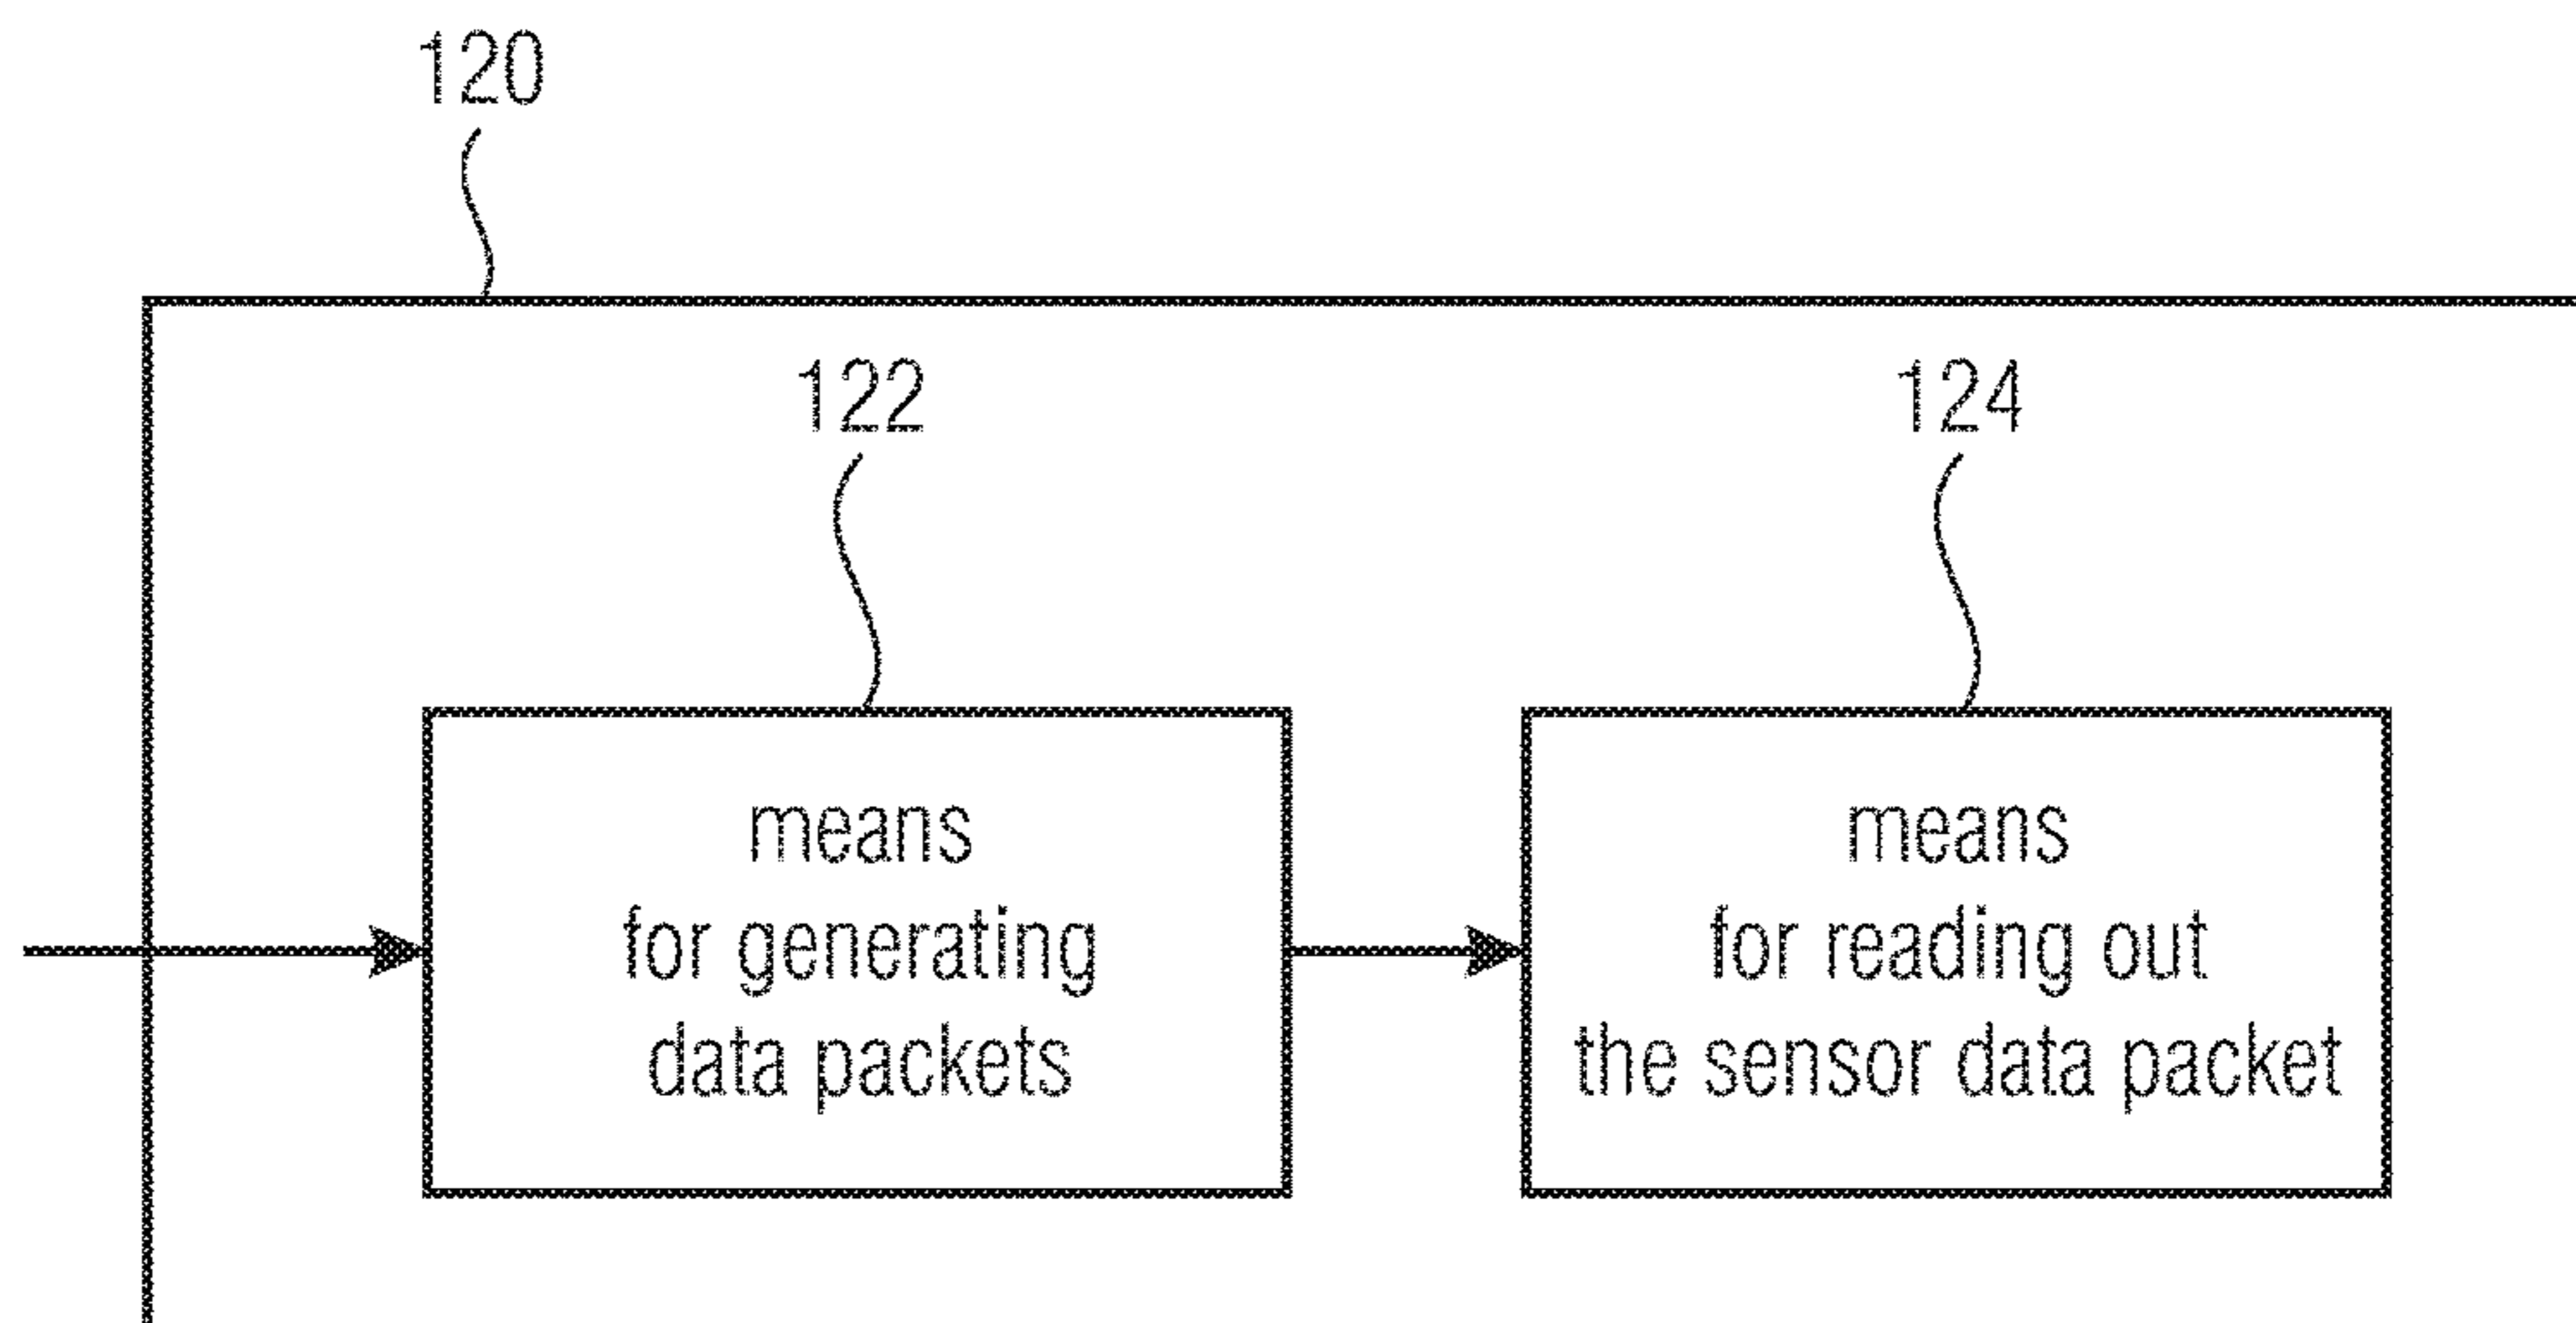 120
122
124
means
for generating
data packets
means
for reading out
the sensor data packet